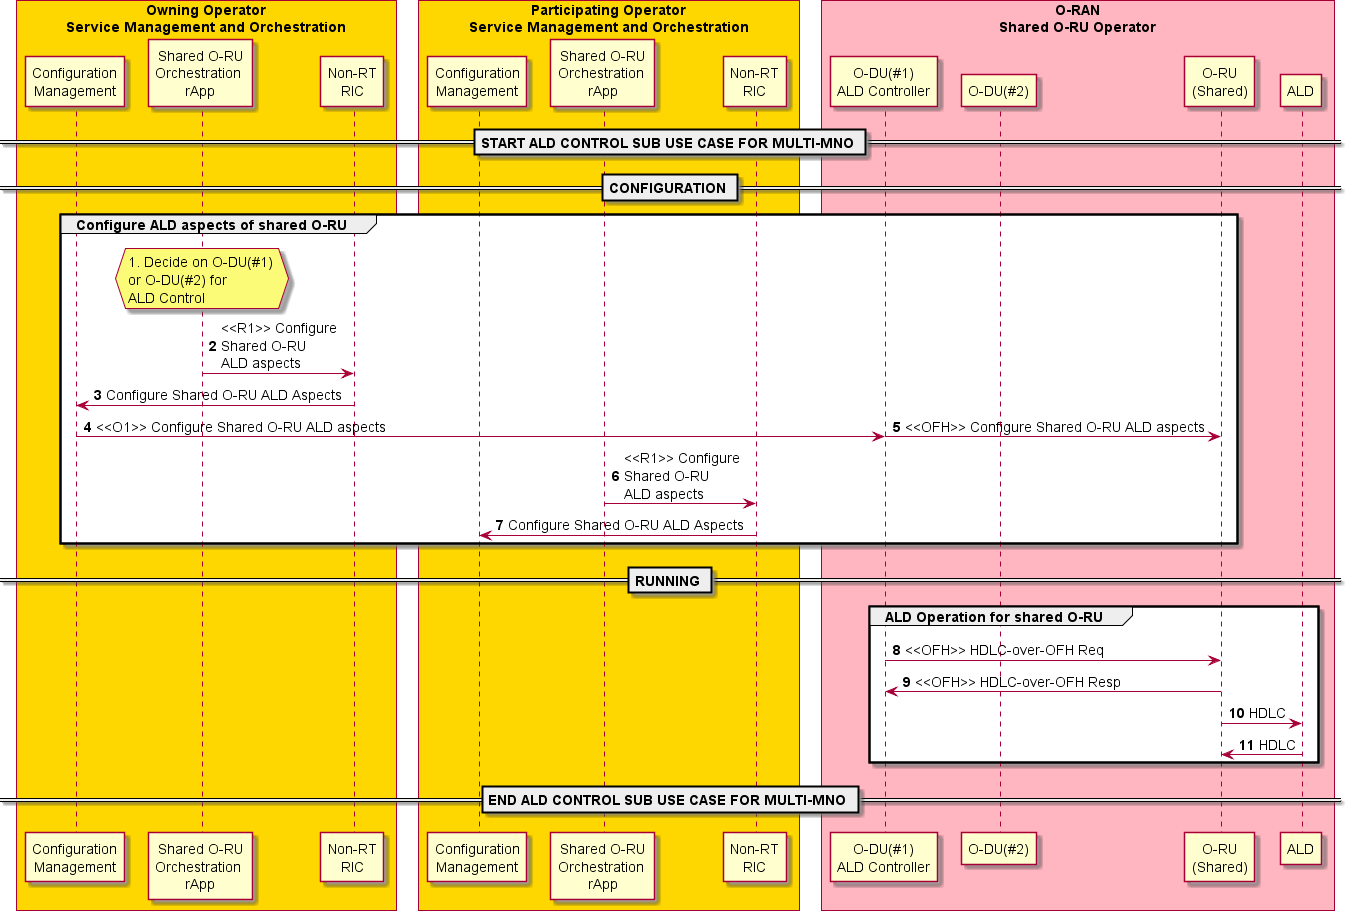 Owning Operator
Service Management and Orchestration
Participating Operator
Service Management and Orchestration
O-RAN
Shared O-RU Operator
Configuration
Management
Shared O-RU
Orchestration
rApp
Non-RT
RIC
Configuration
Management
Shared O-RU
Orchestration
rApp
Non-RT
RIC
O-DU(#1)
ALD Controller
O-DU(#2)
O-RU
(Shared)
ALD
START ALD CONTROL SUB USE CASE FOR MULTI-MNO
CONFIGURATION
Configure ALD aspects of shared O-RU
1. Decide on O-DU(#1)
or O-DU(#2) for
ALD Control
<<R1>> Configure
2 Shared O-RU
ALD aspects
3 Configure Shared O-RU ALD Aspects
4 <<O1>> Configure Shared O-RU ALD aspects
5 <<OFH>> Configure Shared O-RU ALD aspects
<<R1>> Configure
6 Shared O-RU
ALD aspects
7 Configure Shared O-RU ALD Aspects
RUNNING
ALD Operation for shared O-RU
8 <<OFH>> HDLC-over-OFH Req
9 <<OFH>> HDLC-over-OFH Resp
10 HDLC
11 HDLC
END ALD CONTROL SUB USE CASE FOR MULTI-MNO
Configuration
Management
Shared O-RU
Orchestration
rApp
Non-RT
RIC
Configuration
Management
Shared O-RU
Orchestration
rApp
Non-RT
RIC
O-DU(#1)
ALD Controller
O-DU(#2)
O-RU
(Shared)
ALD